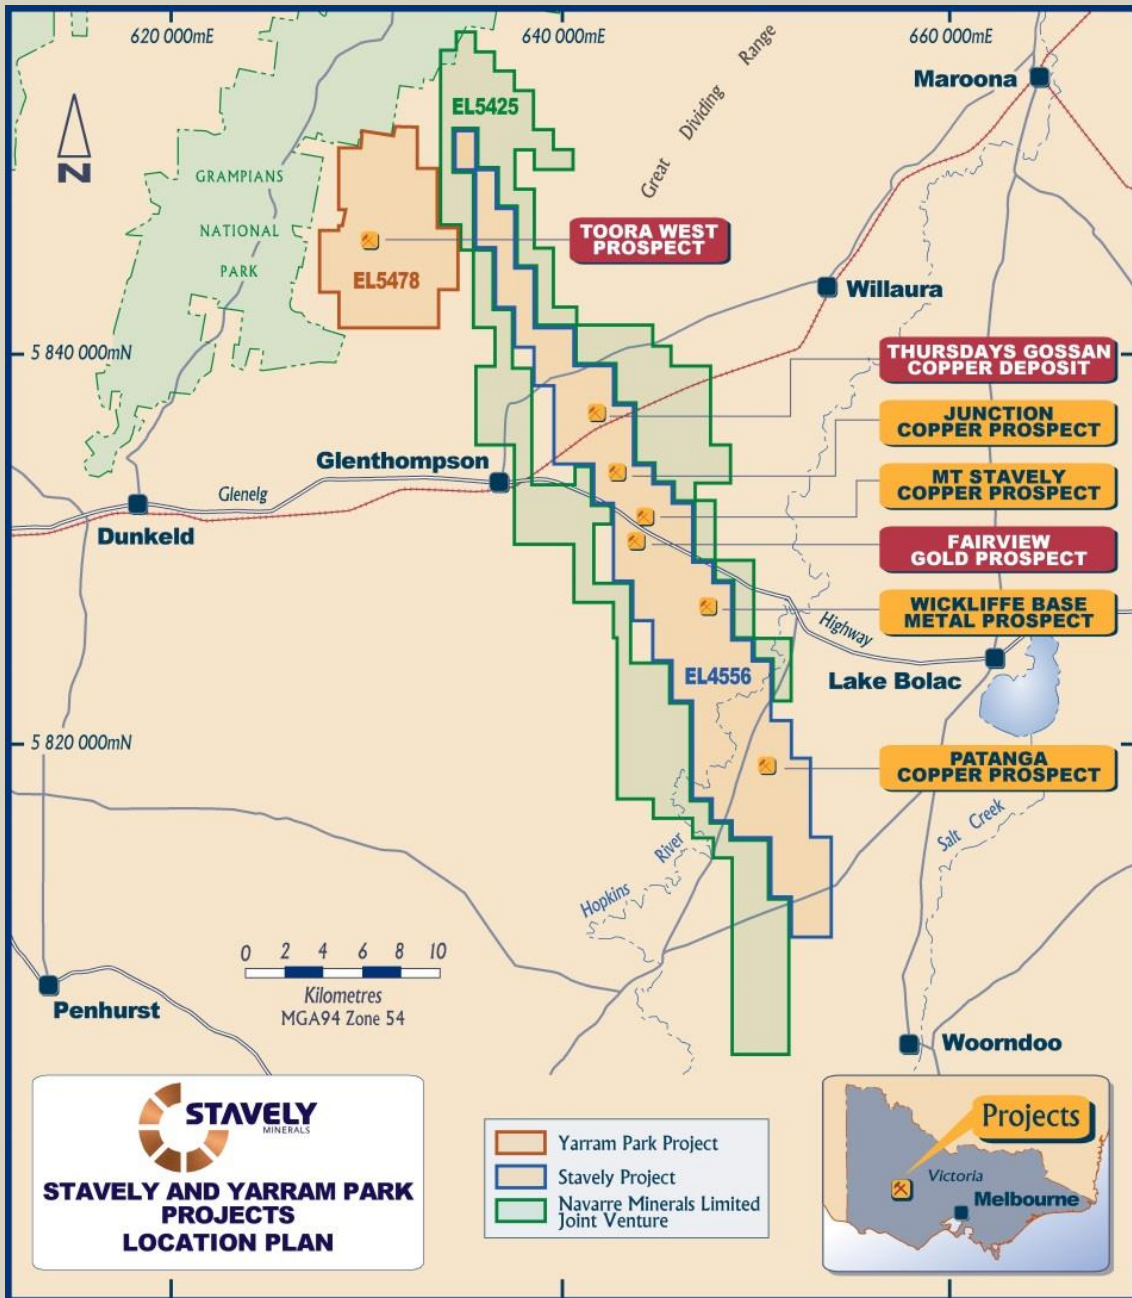 620 000mE
640 000mE
660 000mE
Great Dividing Range
Maroona
EL5425
N
GRAMPIANS
NATIONAL
PARK
TOORA WEST
PROSPECT
EL5478
Willaura
5 840 000mN
THURSDAYS GOSSAN
COPPER DEPOSIT
JUNCTION
COPPER PROSPECT
Glenthompson
MT STAVELY
COPPER PROSPECT
Glenelg
Dunkeld
FAIRVIEW
GOLD PROSPECT
WICKLIFFE BASE
METAL PROSPECT
Highway
EL4556
Lake Bolac
5 820 000mN
PATANGA
COPPER PROSPECT
Salt Creek
Hopkins River
0 2 4 6 8 10
Kilometres
MGA94 Zone 54
Penhurst
Woorndoo
STAVELY
MINERALS
STAVELY AND YARRAM PARK
PROJECTS
LOCATION PLAN
Yarram Park Project
Stavely Project
Navarre Minerals Limited
Joint Venture
Projects
Victoria
Melbourne